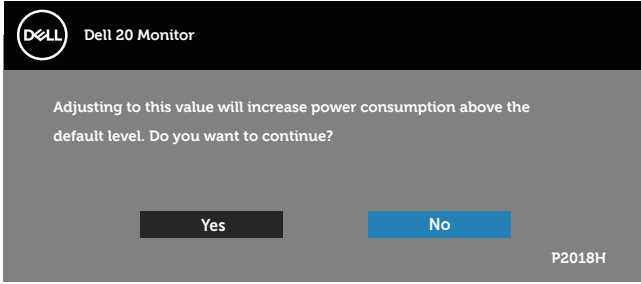 DELL
Dell 20 Monitor
Adjusting to this value will increase power consumption above the
default level. Do you want to continue?
Yes
No
P2018H